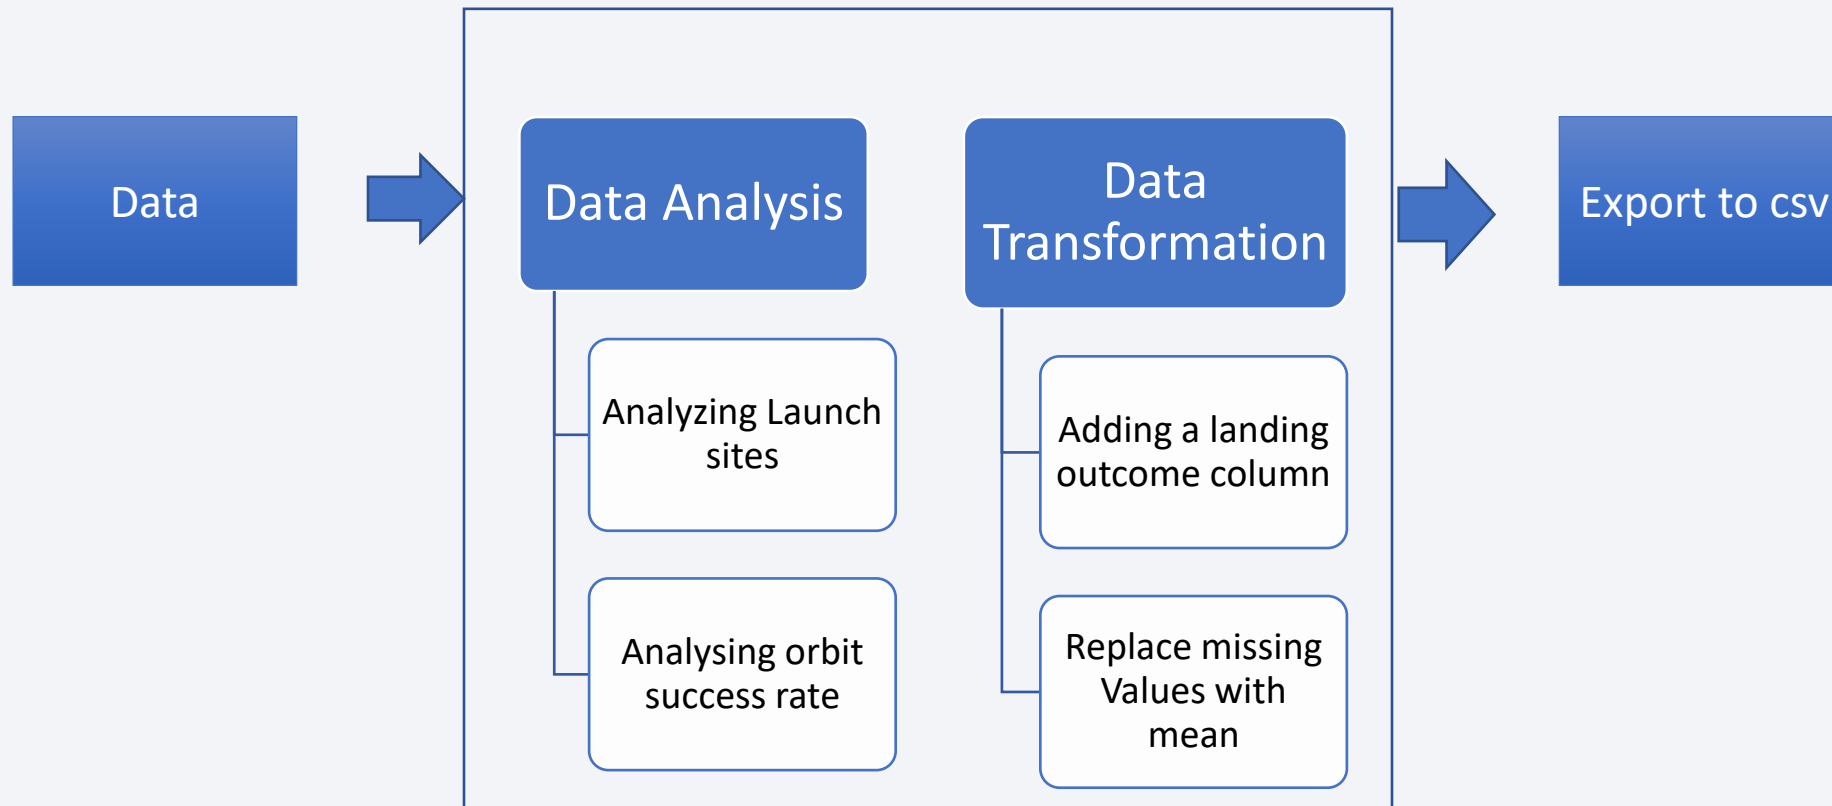 Data
Data Analysis
Analyzing Launch
sites
Analysing orbit
success rate
Data
Transformation
Adding a landing
outcome column
Replace missing
Values with
mean
Export to csv